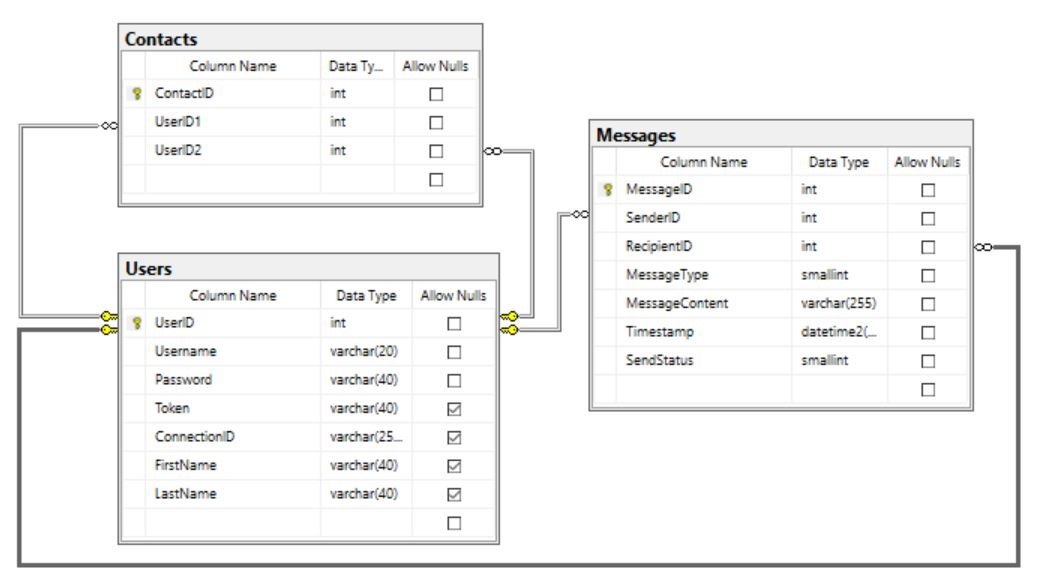 Contacts
Column Name Data Ty... Allow Nulls
ContactID int
UserID1 int
UserID2 int
Messages
Column Name Data Type Allow Nulls
MessageID int
SenderID int
RecipientID int
MessageType smallint
MessageContent varchar(255)
Timestamp datetime2(...
SendStatus smallint
Users
Column Name Data Type Allow Nulls
UserID int
Username varchar(20)
Password varchar(40)
Token varchar(40)
ConnectionID varchar(25...
FirstName varchar(40)
LastName varchar(40)